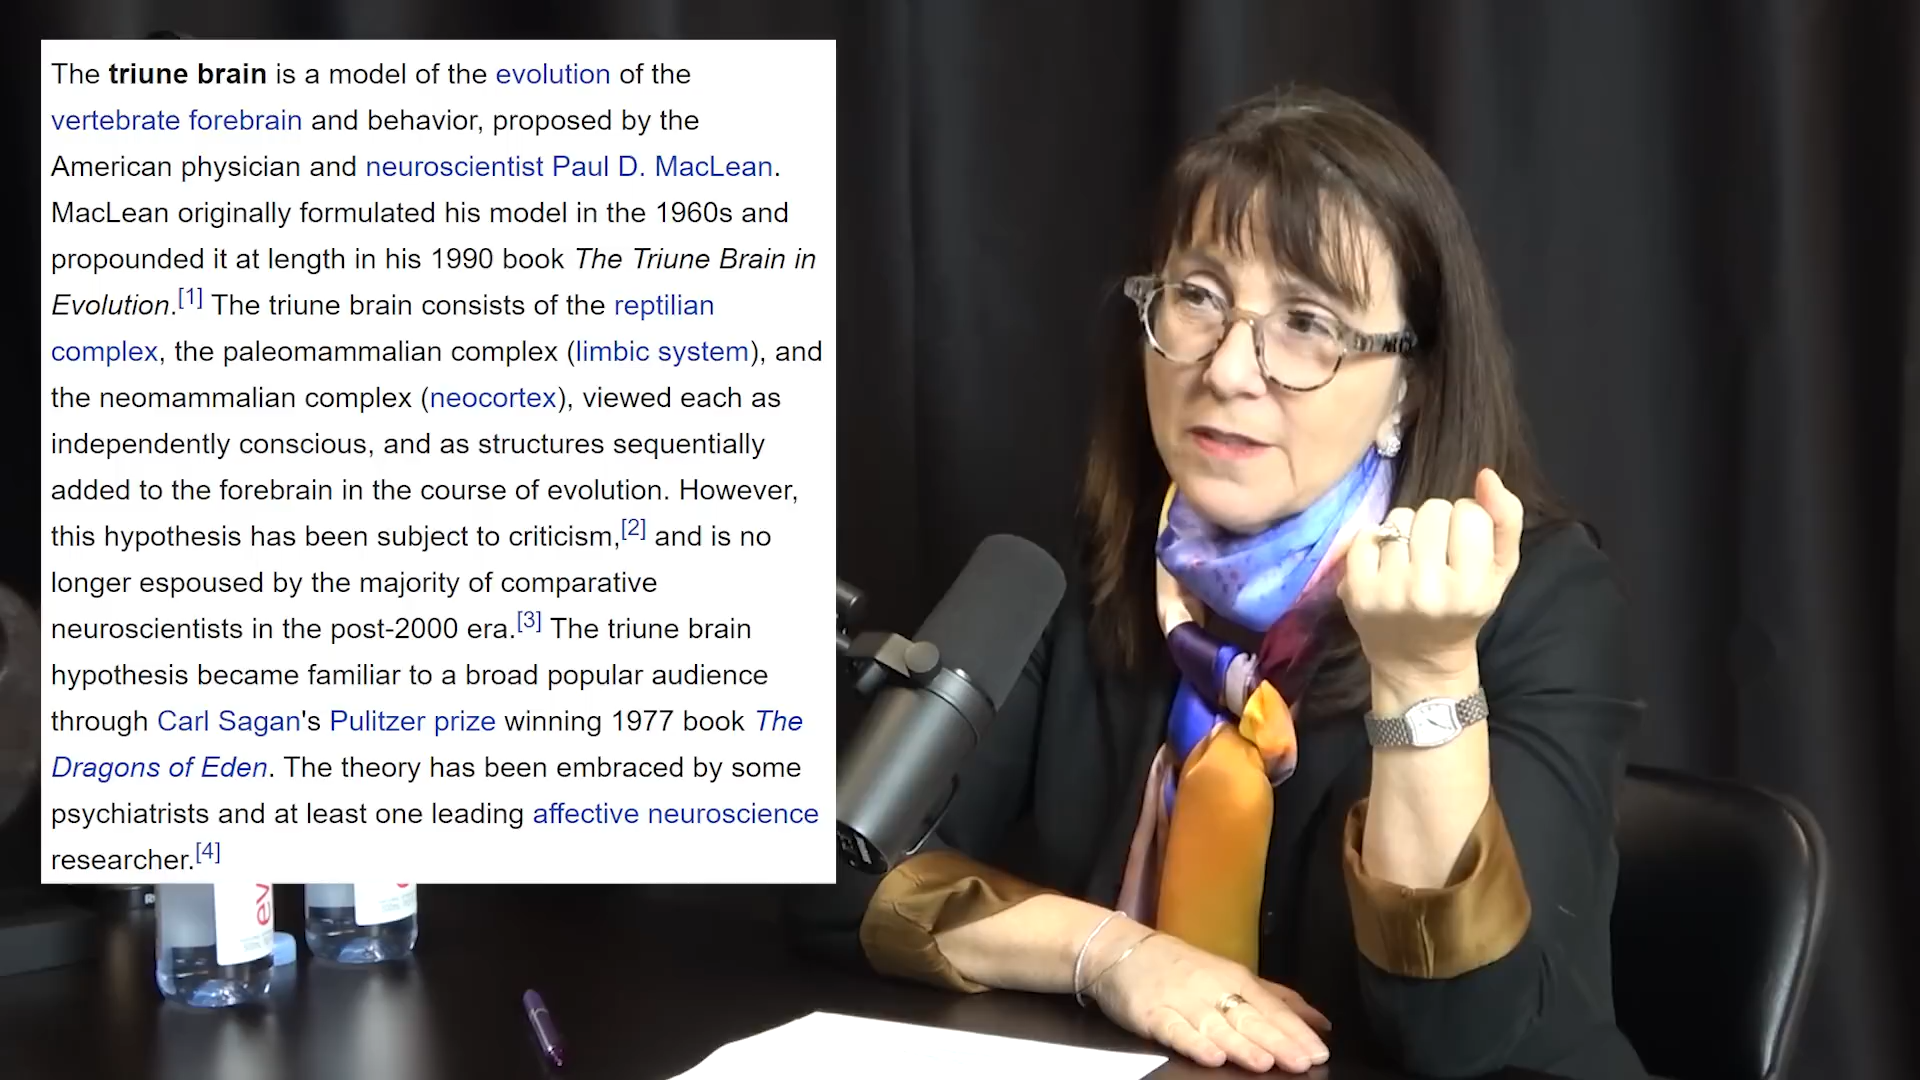 The triune brain is a model of the evolution of the
vertebrate forebrain and behavior, proposed by the
American physician and neuroscientist Paul D. MacLean.
MacLean originally formulated his model in the 1960s and
propounded it at length in his 1990 book The Triune Brain in
Evolution.[1] The triune brain consists of the reptilian
complex, the paleomammalian complex (limbic system), and
the neomammalian complex (neocortex), viewed each as
independently conscious, and as structures sequentially
added to the forebrain in the course of evolution. However,
this hypothesis has been subject to criticism,[2] and is no
longer espoused by the majority of comparative
neuroscientists in the post-2000 era.[3] The triune brain
hypothesis became familiar to a broad popular audience
through Carl Sagan's Pulitzer prize winning 1977 book The
Dragons of Eden. The theory has been embraced by some
psychiatrists and at least one leading affective neuroscience
researcher.[4]
ev